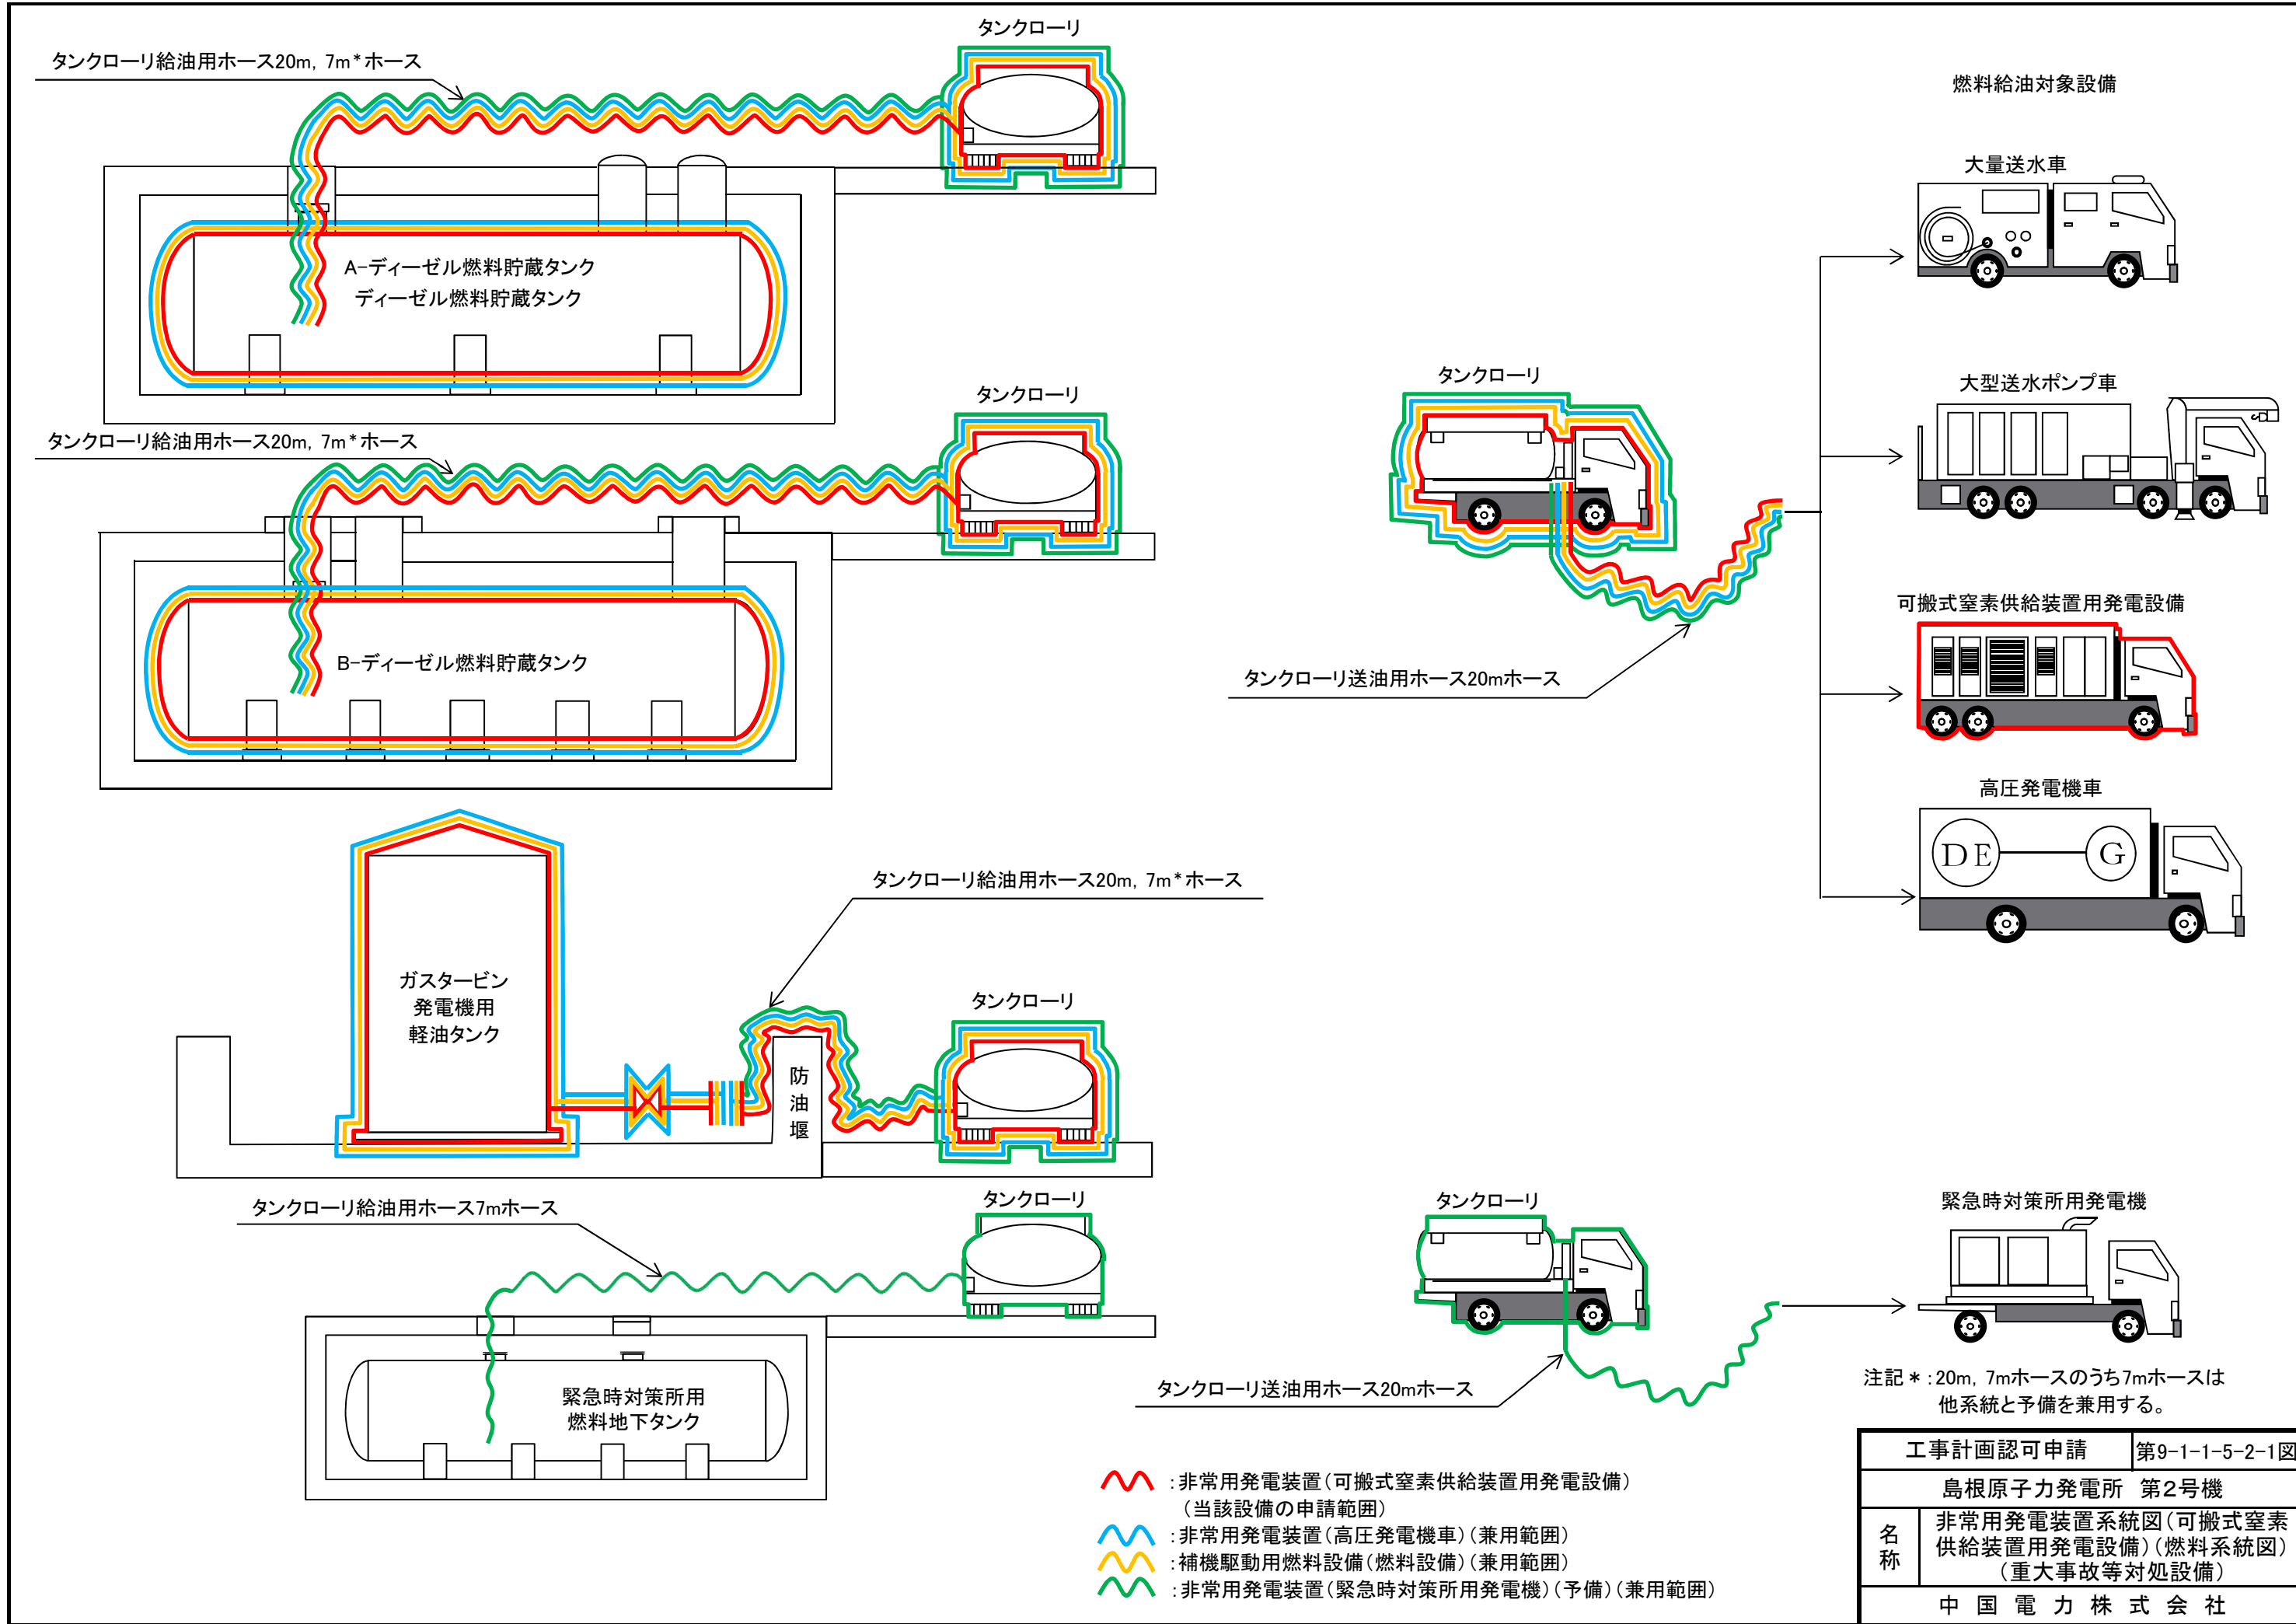 タンクローリ
タンクローリ給油用ホース20m, 7m*ホース
A-ディーゼル燃料貯蔵タンク
ディーゼル燃料貯蔵タンク
タンクローリ
タンクローリ給油用ホース20m, 7m*ホース
B-ディーゼル燃料貯蔵タンク
タンクローリ給油用ホース20m, 7m*ホース
ガスタービン
発電機用
軽油タンク
防油堰
タンクローリ
タンクローリ給油用ホース7mホース
タンクローリ
緊急時対策所用
燃料地下タンク
燃料給油対象設備
大量送水車
タンクローリ
大型送水ポンプ車
可搬式窒素供給装置用発電設備
タンクローリ送油用ホース20mホース
高圧発電機車
DE
G
タンクローリ
緊急時対策所用発電機
タンクローリ送油用ホース20mホース
注記*:20m, 7mホースのうち7mホースは
他系統と予備を兼用する。
:非常用発電装置(可搬式窒素供給装置用発電設備)
(当該設備の申請範囲)
:非常用発電装置(高圧発電機車)(兼用範囲)
:補機駆動用燃料設備(燃料設備)(兼用範囲)
:非常用発電装置(緊急時対策所用発電機)(予備)(兼用範囲)
工事計画認可申請 第9-1-1-5-2-1図
島根原子力発電所 第2号機
名称
非常用発電装置系統図(可搬式窒素
供給装置用発電設備)(燃料系統図)
(重大事故等対処設備)
中国電力株式会社